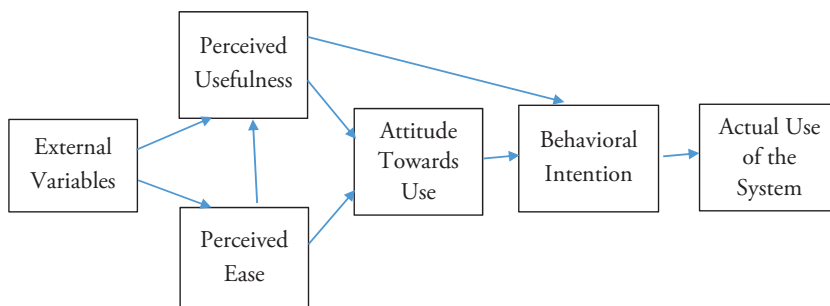 Perceived
Usefulness
External
Variables
Perceived
Ease
Attitude
Towards
Use
Behavioral
Intention
Actual Use
of the
System